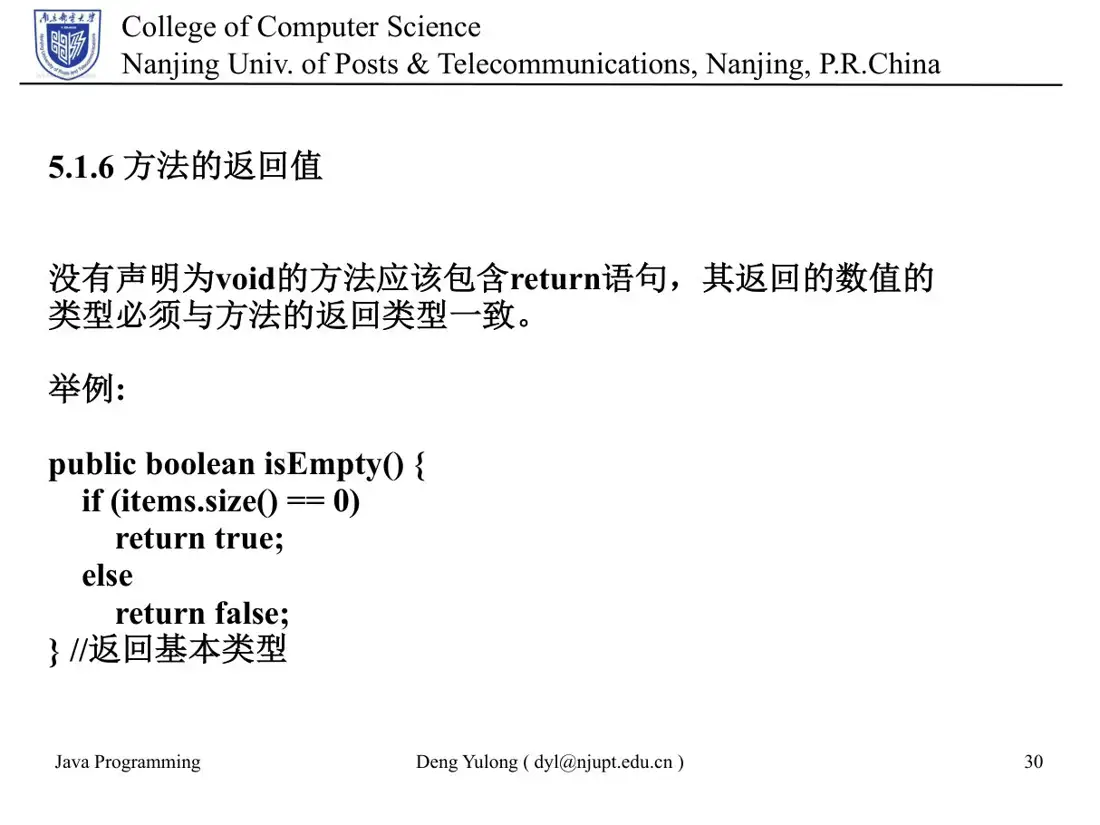 College of Computer Science
Nanjing Univ. of Posts & Telecommunications, Nanjing, P.R.China
5.1.6 方法的返回值
没有声明为void的方法应该包含return语句，其返回的数值的
类型必须与方法的返回类型一致。
举例:
public boolean isEmpty() {
if (items.size() == 0)
return true;
else
return false;
} //返回基本类型
Java Programming
Deng Yulong ( dyl@njupt.edu.cn )
30